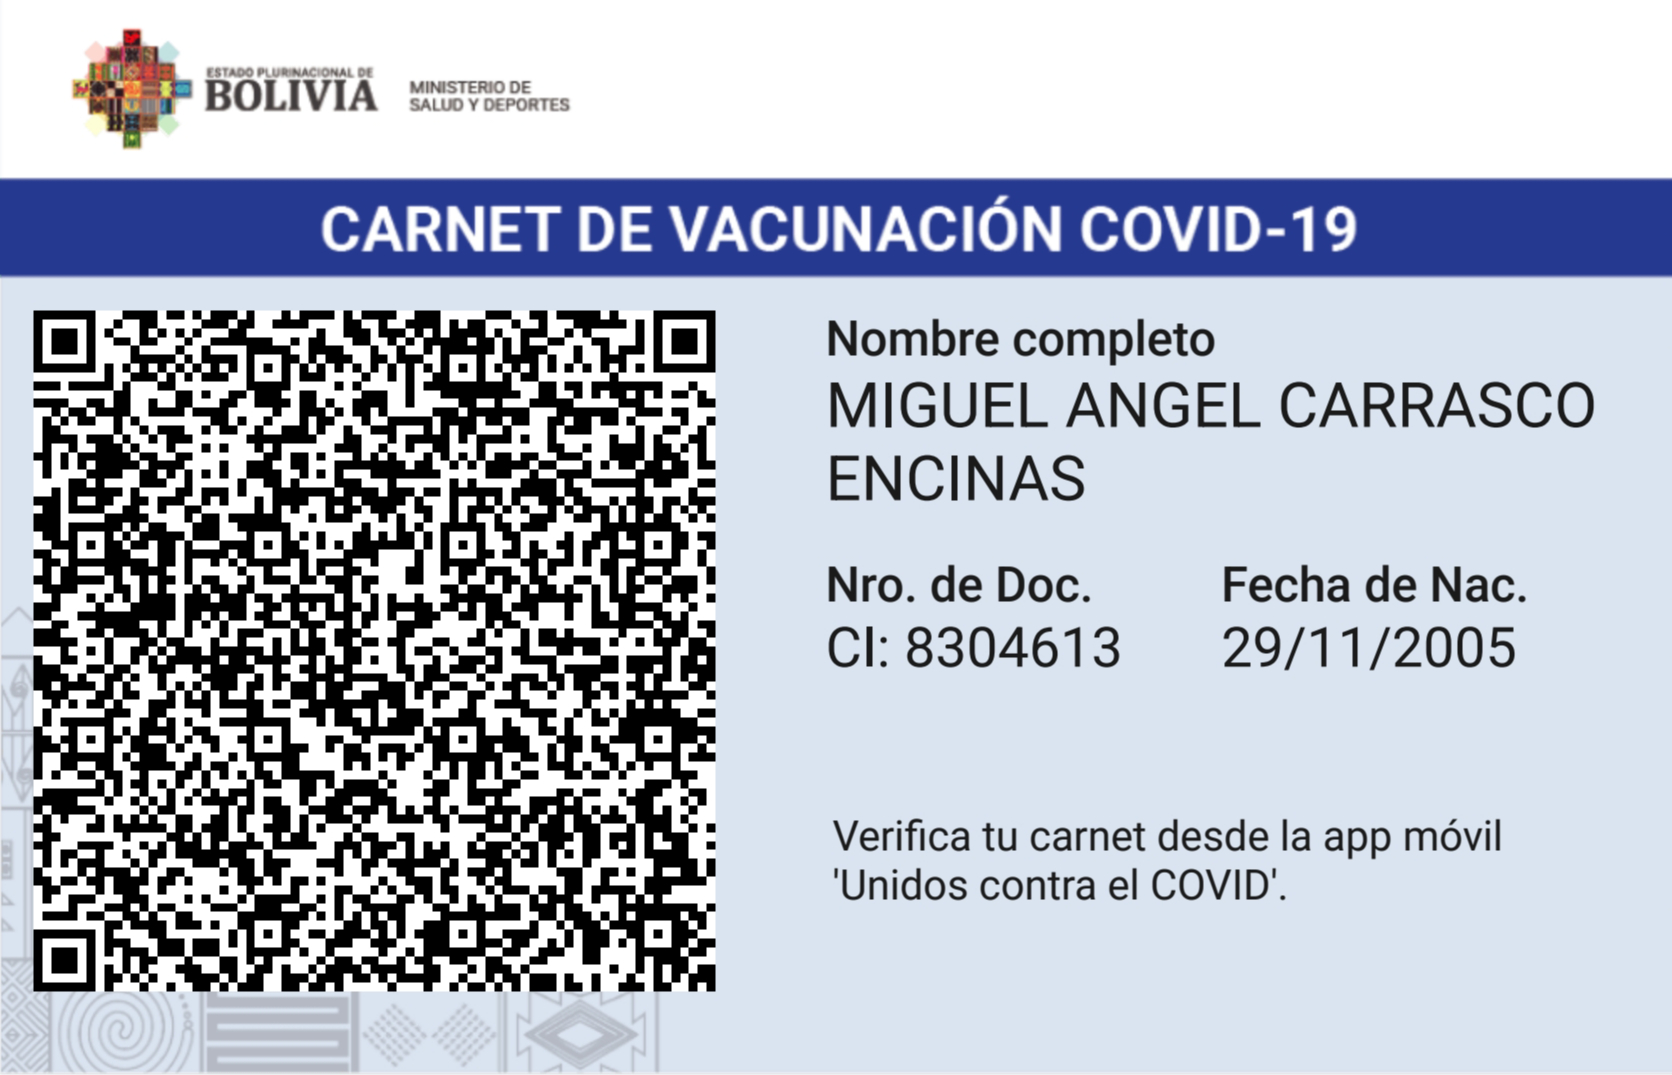 ESTADO PLURINACIONAL DE
BOLIVIA
MINISTERIO DE
SALUD Y DEPORTES
CARNET DE VACUNACIÓN COVID-19
Nombre completo
MIGUEL ANGEL CARRASCO
ENCINAS
Nro. de Doc. Fecha de Nac.
CI: 8304613 29/11/2005
Verifica tu carnet desde la app móvil
'Unidos contra el COVID'.